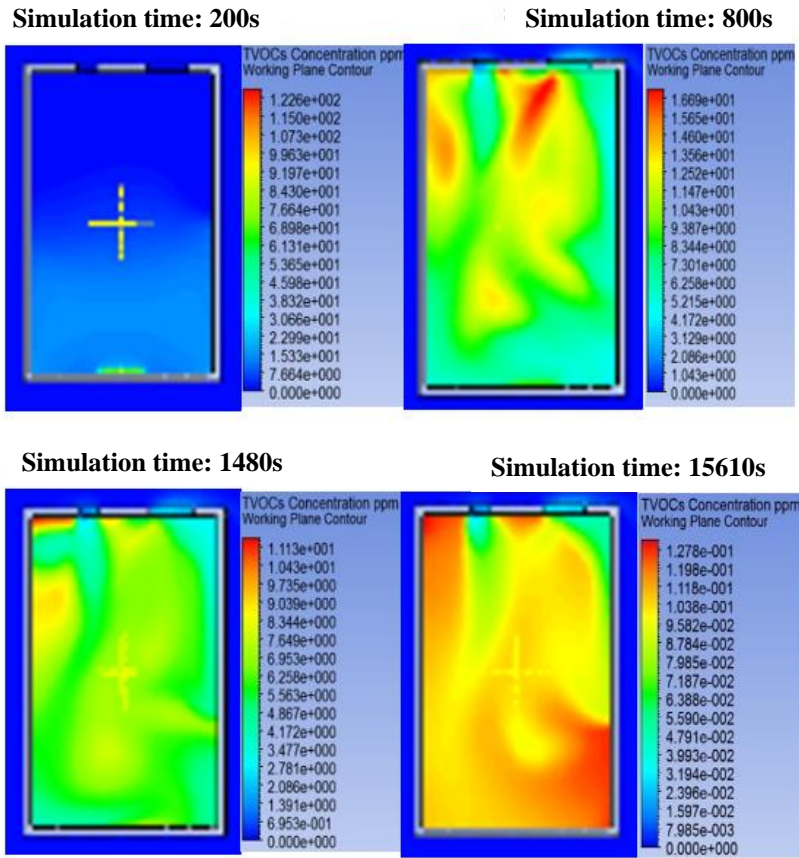 Simulation time: 200s
Simulation time: 800s
TVOCs Concentration ppm
Working Plane Contour
1.226e+002
1.150e+002
1.073e+002
9.963e+001
9.197e+001
8.430e+001
7.664e+001
6.898e+001
6.131e+001
5.365e+001
4.598e+001
3.832e+001
3.066e+001
2.299e+001
1.533e+001
7.664e+000
0.000e+000
TVOCs Concentration ppm
Working Plane Contour
1.669e+001
1.565e+001
1.460e+001
1.356e+001
1.252e+001
1.147e+001
1.043e+001
9.387e+000
8.344e+000
7.301e+000
6.258e+000
5.215e+000
4.172e+000
3.129e+000
2.086e+000
1.043e+000
0.000e+000
Simulation time: 1480s
Simulation time: 15610s
TVOCs Concentration ppm
Working Plane Contour
1.113e+001
1.043e+001
9.735e+000
9.039e+000
8.344e+000
7.649e+000
6.953e+000
6.258e+000
5.563e+000
4.867e+000
4.172e+000
3.477e+000
2.781e+000
2.086e+000
1.391e+000
6.953e-001
0.000e+000
TVOCs Concentration ppm
Working Plane Contour
1.278e-001
1.198e-001
1.118e-001
1.038e-001
9.582e-002
8.784e-002
7.985e-002
7.187e-002
6.388e-002
5.590e-002
4.791e-002
3.993e-002
3.194e-002
2.396e-002
1.597e-002
7.985e-003
0.000e+000